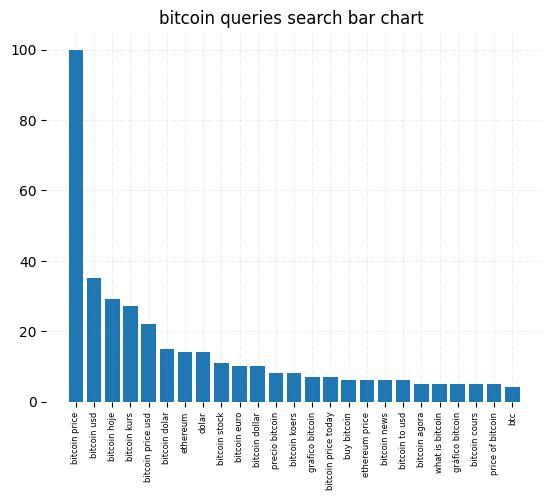 bitcoin queries search bar chart
100
80
60
40
20
0
bitcoin price
bitcoin usd
bitcoin hoje
bitcoin kurs
bitcoin price usd
bitcoin dolar
ethereum
dolar
bitcoin stock
bitcoin euro
bitcoin dollar
precio bitcoin
bitcoin koers
grafico bitcoin
bitcoin price today
buy bitcoin
ethereum price
bitcoin news
bitcoin to usd
bitcoin agora
what is bitcoin
gráfico bitcoin
bitcoin cours
price of bitcoin
btc